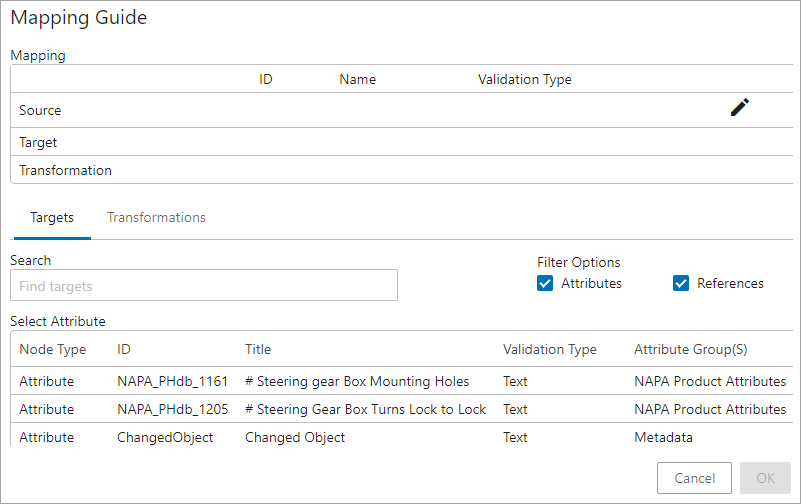 Mapping Guide
Mapping
ID Name Validation Type
Source
Target
Transformation
Targets Transformations
Search
Filter Options
Find targets
Attributes References
Select Attribute
Node Type ID Title Validation Type Attribute Group(S)
Attribute NAPA_PHdb_1161 # Steering gear Box Mounting Holes Text NAPA Product Attributes
Attribute NAPA_PHdb_1205 # Steering Gear Box Turns Lock to Lock Text NAPA Product Attributes
Attribute ChangedObject Changed Object Text Metadata
Cancel OK